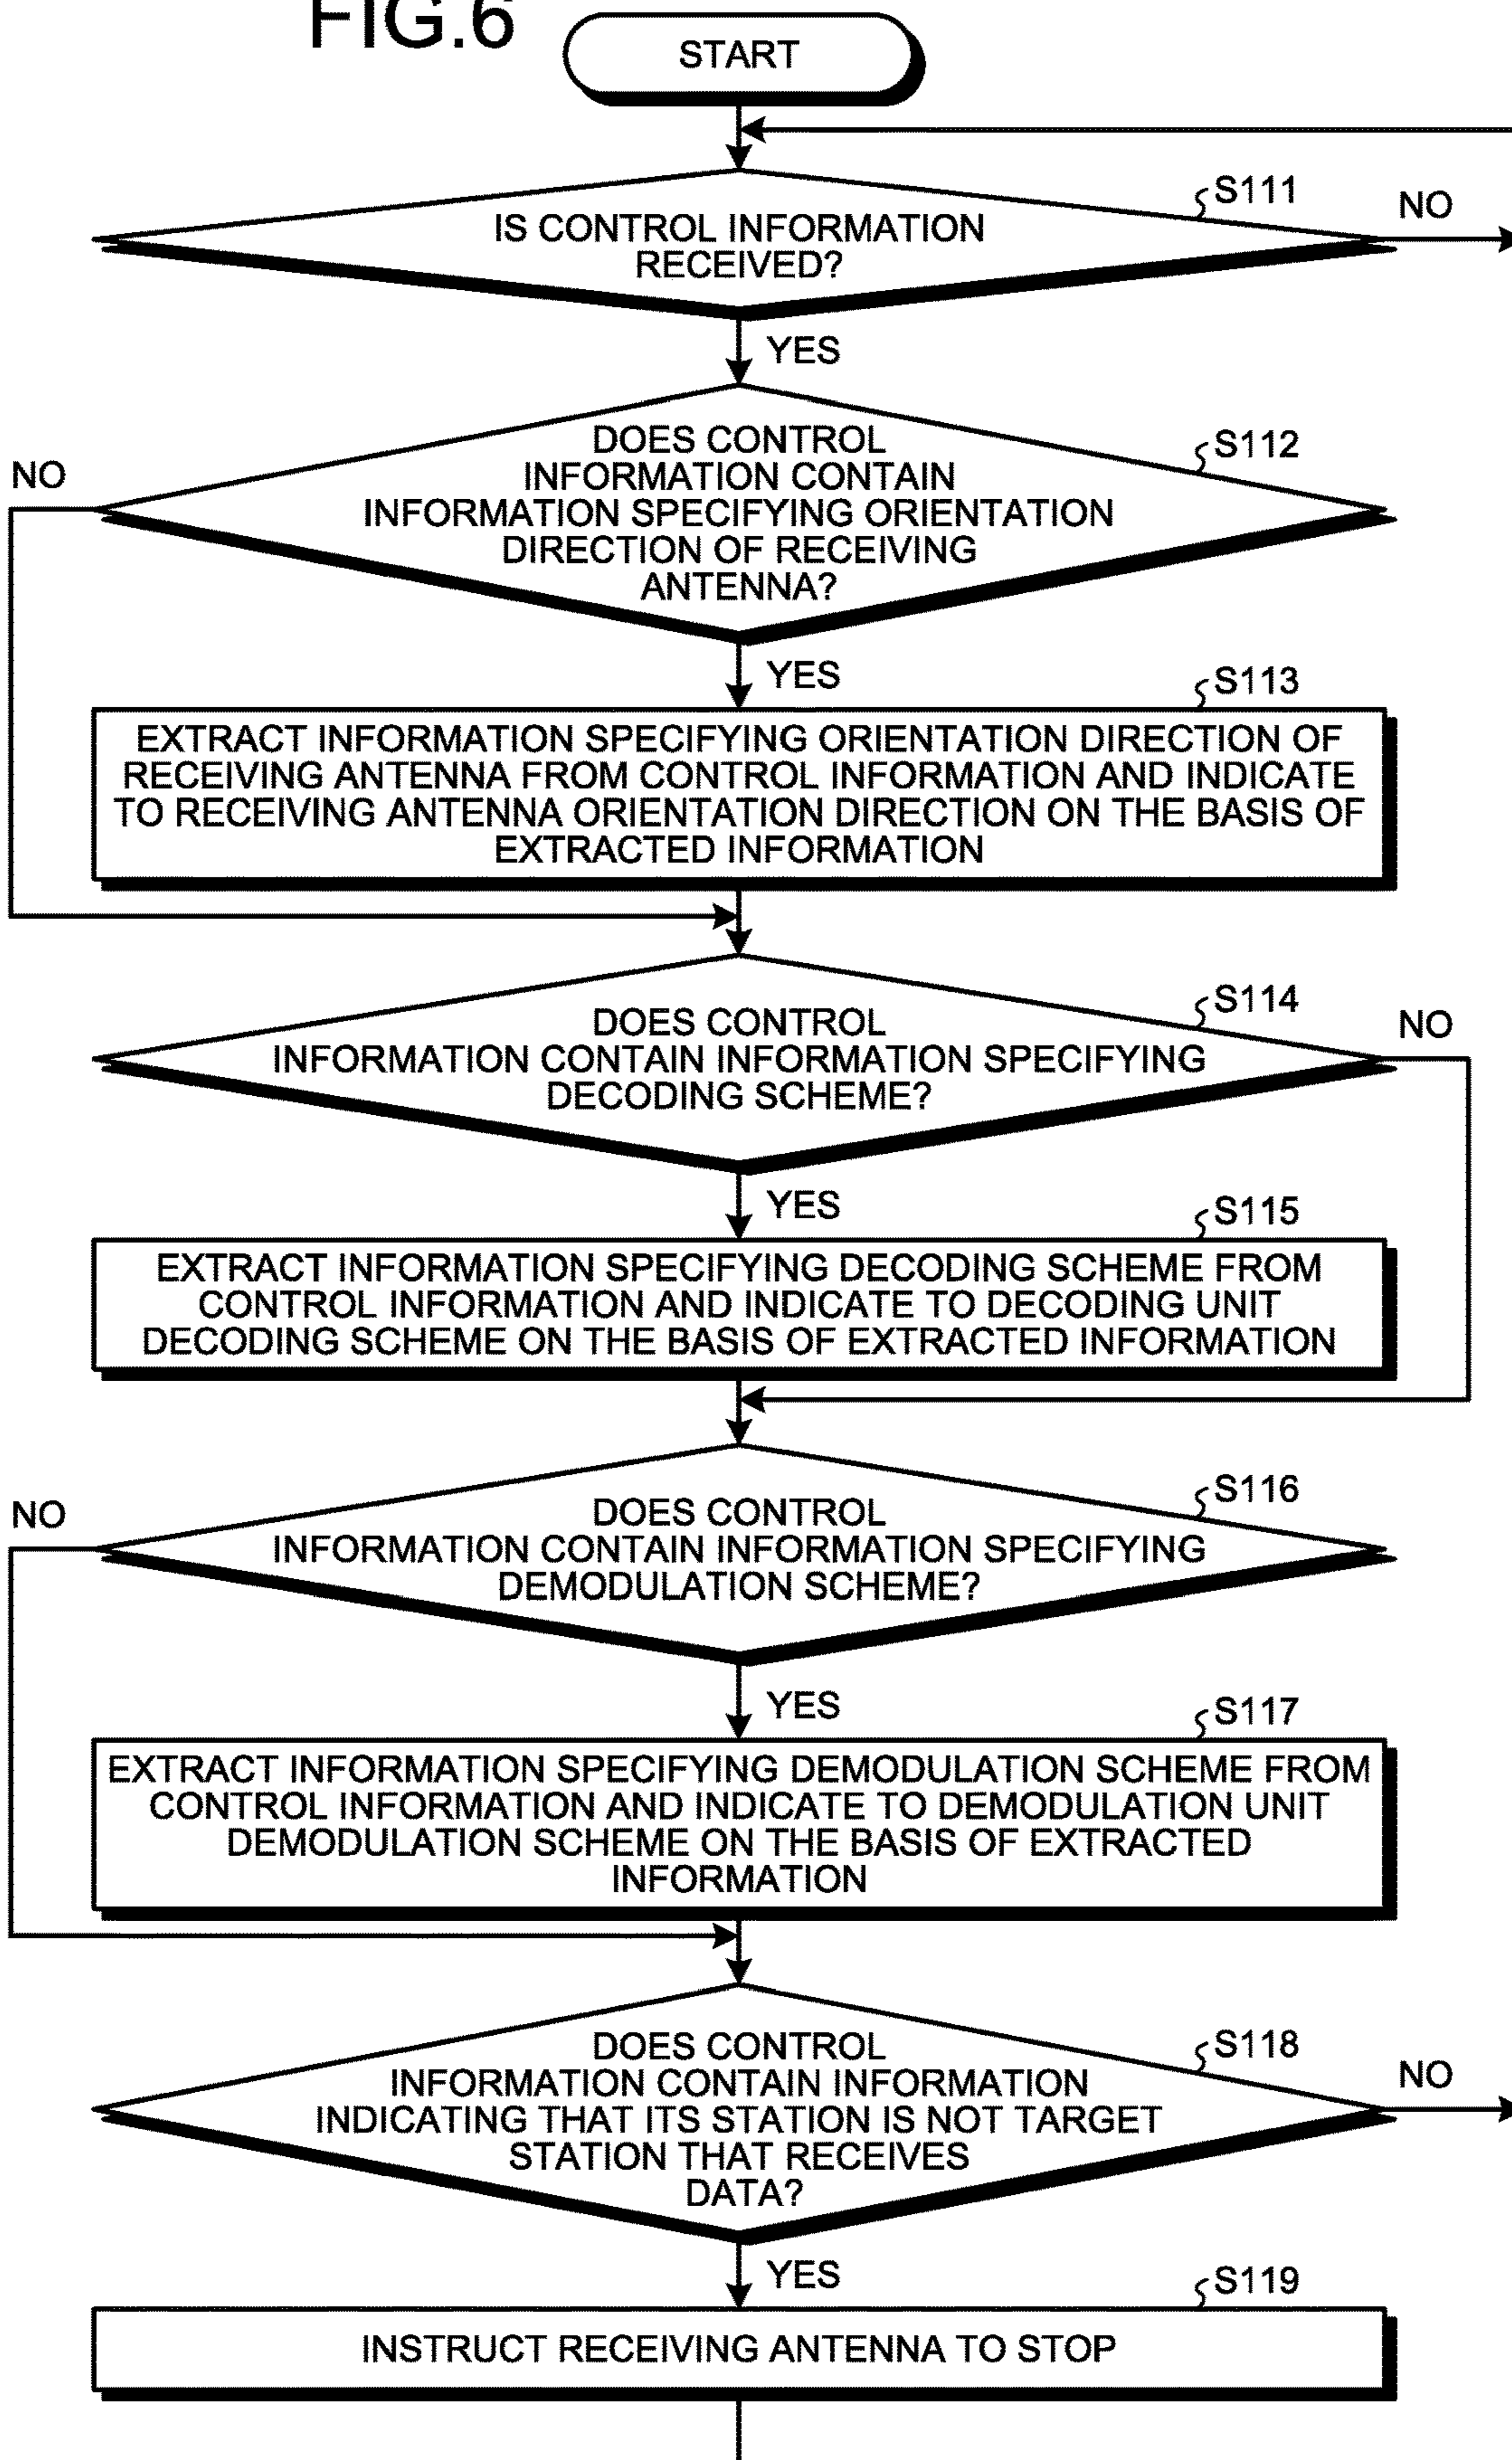 FIG.6
START
S111
NO
IS CONTROL INFORMATION
RECEIVED?
YES
S112
NO
DOES CONTROL
INFORMATION CONTAIN
INFORMATION SPECIFYING ORIENTATION
DIRECTION OF RECEIVING
ANTENNA?
YES
S113
EXTRACT INFORMATION SPECIFYING ORIENTATION DIRECTION OF
RECEIVING ANTENNA FROM CONTROL INFORMATION AND INDICATE
TO RECEIVING ANTENNA ORIENTATION DIRECTION ON THE BASIS OF
EXTRACTED INFORMATION
S114
NO
DOES CONTROL
INFORMATION CONTAIN INFORMATION SPECIFYING
DECODING SCHEME?
YES
S115
EXTRACT INFORMATION SPECIFYING DECODING SCHEME FROM
CONTROL INFORMATION AND INDICATE TO DECODING UNIT
DECODING SCHEME ON THE BASIS OF EXTRACTED INFORMATION
S116
NO
DOES CONTROL
INFORMATION CONTAIN INFORMATION SPECIFYING
DEMODULATION SCHEME?
YES
S117
EXTRACT INFORMATION SPECIFYING DEMODULATION SCHEME FROM
CONTROL INFORMATION AND INDICATE TO DEMODULATION UNIT
DEMODULATION SCHEME ON THE BASIS OF EXTRACTED
INFORMATION
S118
NO
DOES CONTROL
INFORMATION CONTAIN INFORMATION
INDICATING THAT ITS STATION IS NOT TARGET
STATION THAT RECEIVES
DATA?
YES
S119
INSTRUCT RECEIVING ANTENNA TO STOP